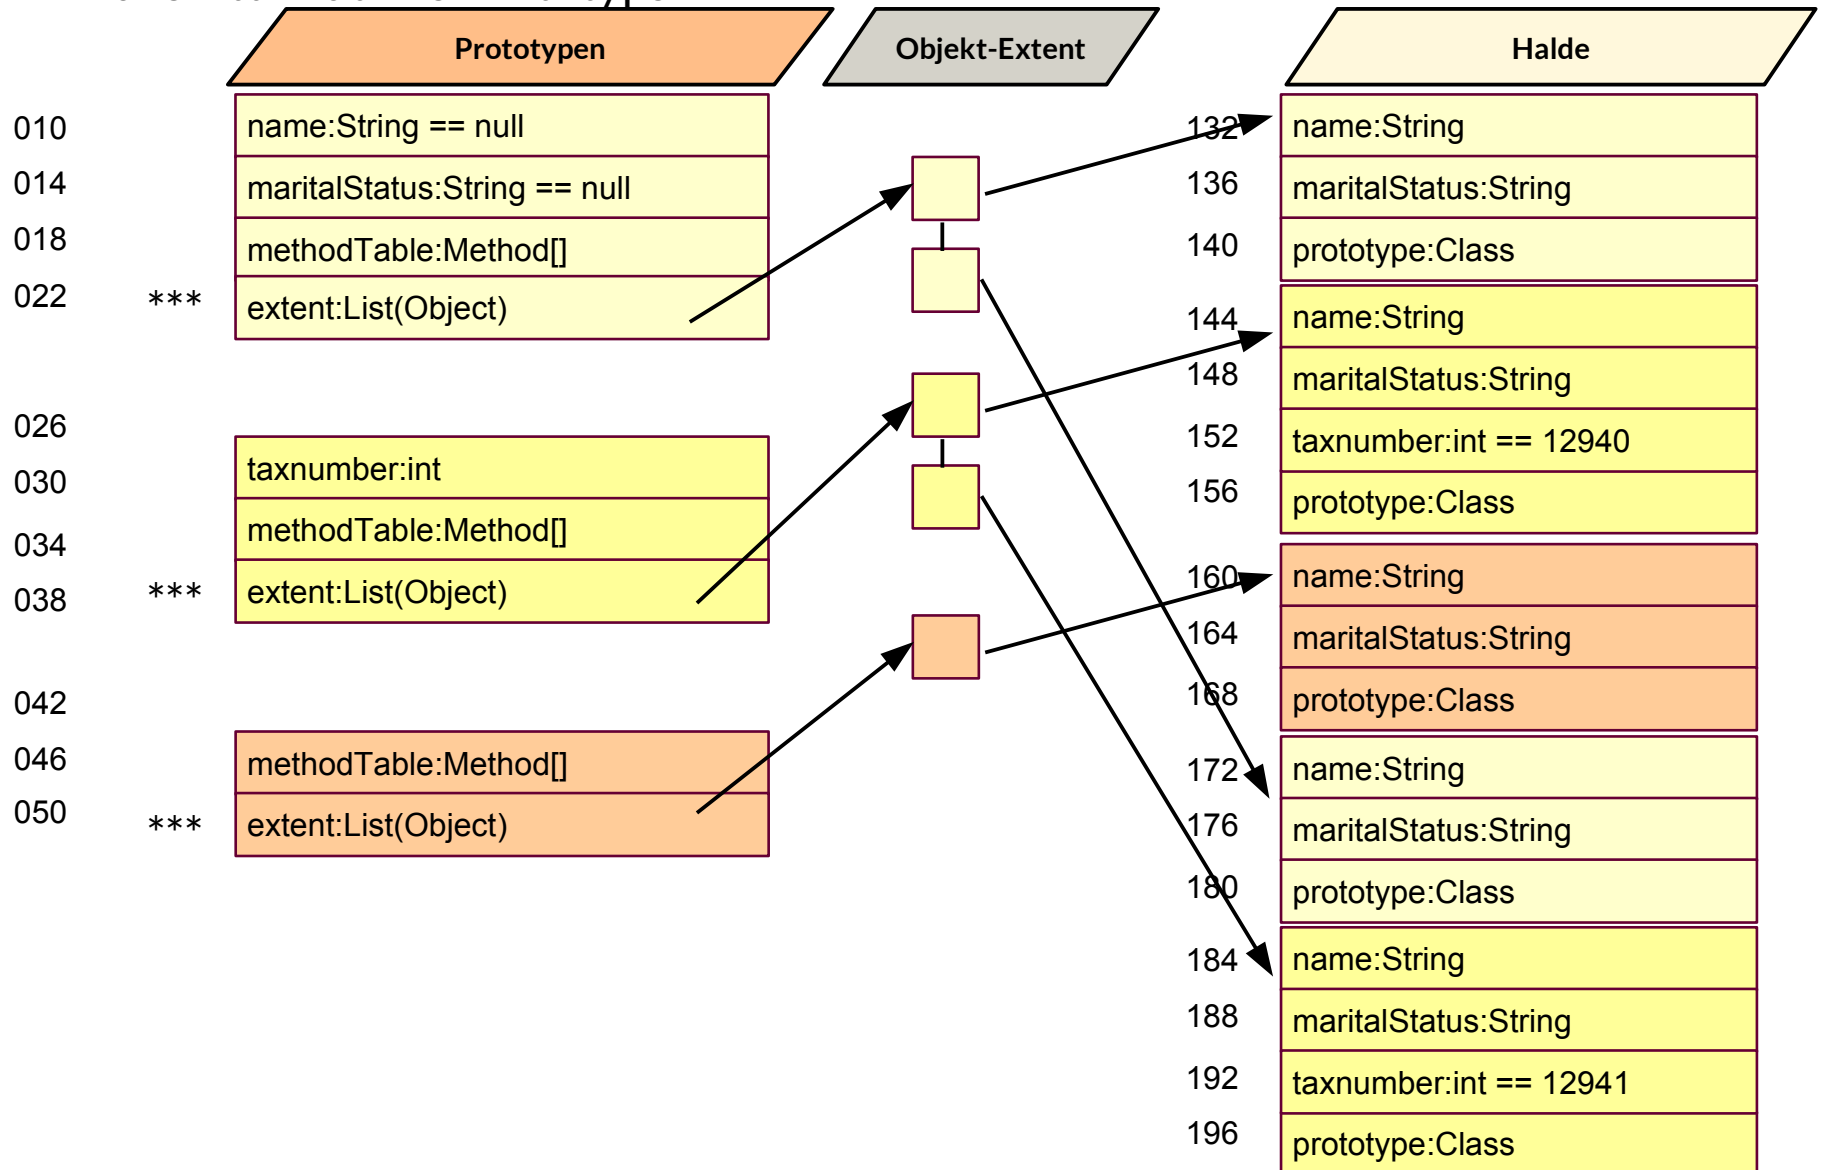 Prototypen
Objekt-Extent
Halde
010
name:String == null
014
maritalStatus:String == null
018
methodTable:Method[]
022
***
extent:List(Object)
026
taxnumber:int
030
methodTable:Method[]
034
038
***
extent:List(Object)
042
046
methodTable:Method[]
050
***
extent:List(Object)
132
name:String
136
maritalStatus:String
140
prototype:Class
144
name:String
148
maritalStatus:String
152
taxnumber:int == 12940
156
prototype:Class
160
name:String
164
maritalStatus:String
168
prototype:Class
172
name:String
176
maritalStatus:String
180
prototype:Class
184
name:String
188
maritalStatus:String
192
taxnumber:int == 12941
196
prototype:Class